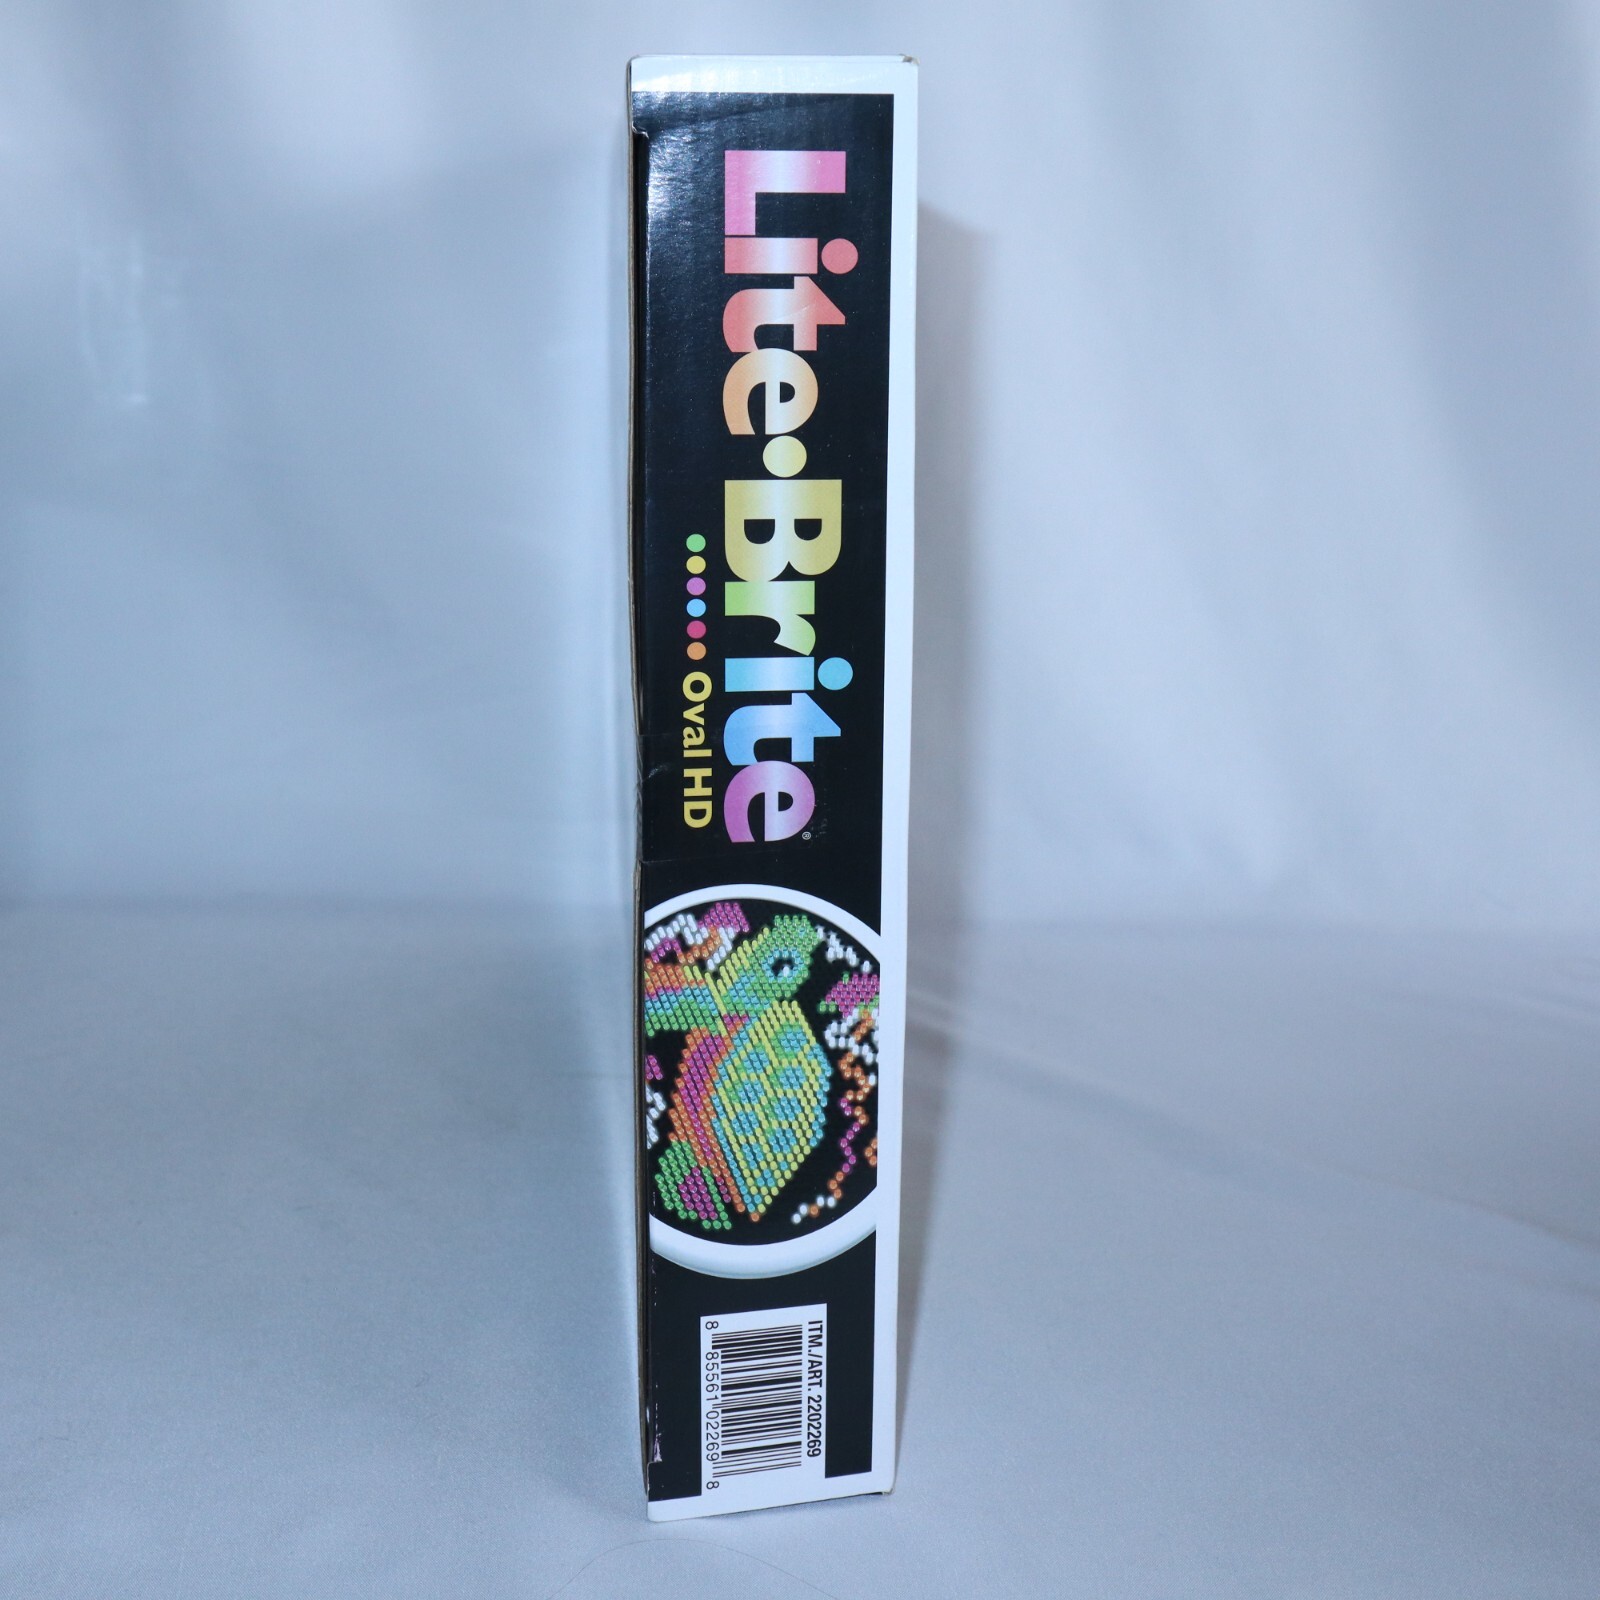 Lite•Brite®
Oval HD
ITM./ART. 2202269
8 85561 02269 8